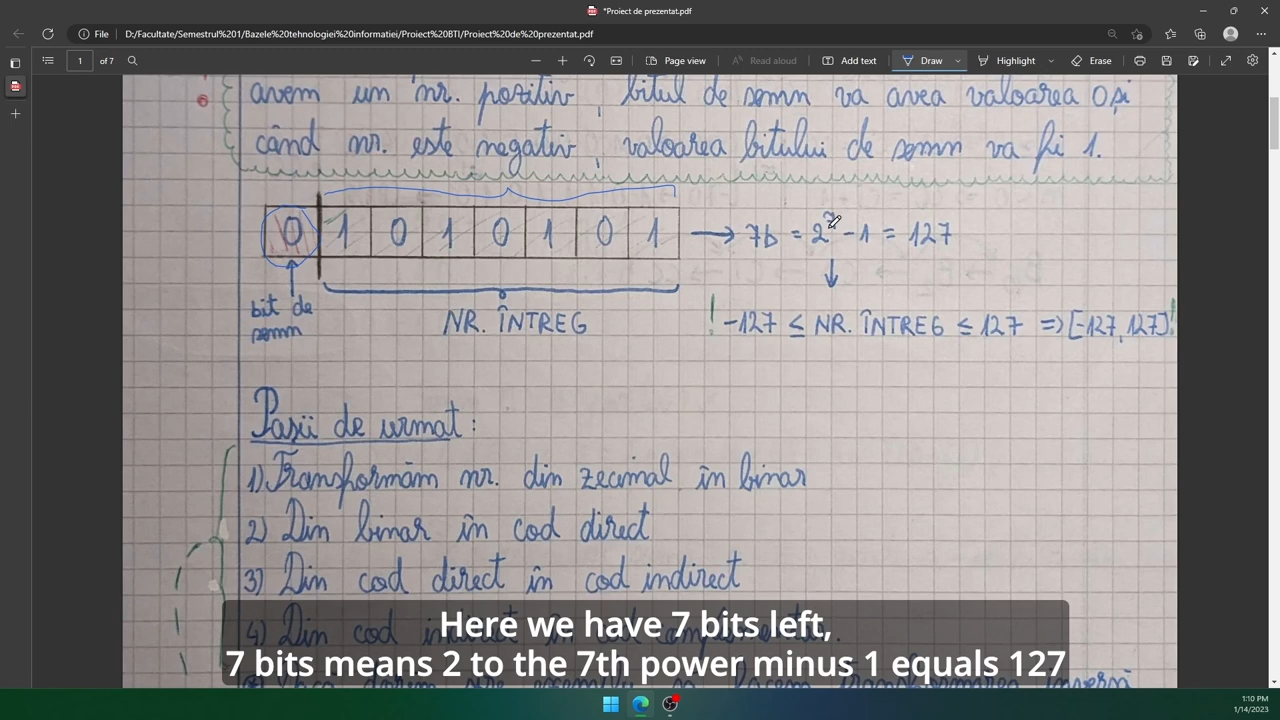 *Proiect de prezentat.pdf
File D:/Facultate/Semestrul%201/Bazele%20tehnologiei%20informatiei/Proiect%20BTI/Proiect%20de%20prezentat.pdf
1 of 7 Page view Read aloud Add text Draw Highlight Erase
avem un nr. pozitiv, bitul de semn va avea valoarea 0 și
când nr. este negativ, valoarea bitului de semn va fi 1.
0 1 0 1 0 1 0 1 → 7b = 2⁷ - 1 = 127
bit de
semn
NR. ÎNTREG
! -127 ≤ NR. ÎNTREG ≤ 127 => [-127, 127]!
Pașii de urmat:
1) Transformăm nr. din zecimal în binar
2) Din binar în cod direct
3) Din cod direct în cod indirect
4) Din cod
Here we have 7 bits left,
7 bits means 2 to the 7th power minus 1 equals 127
1:10 PM
1/14/2023